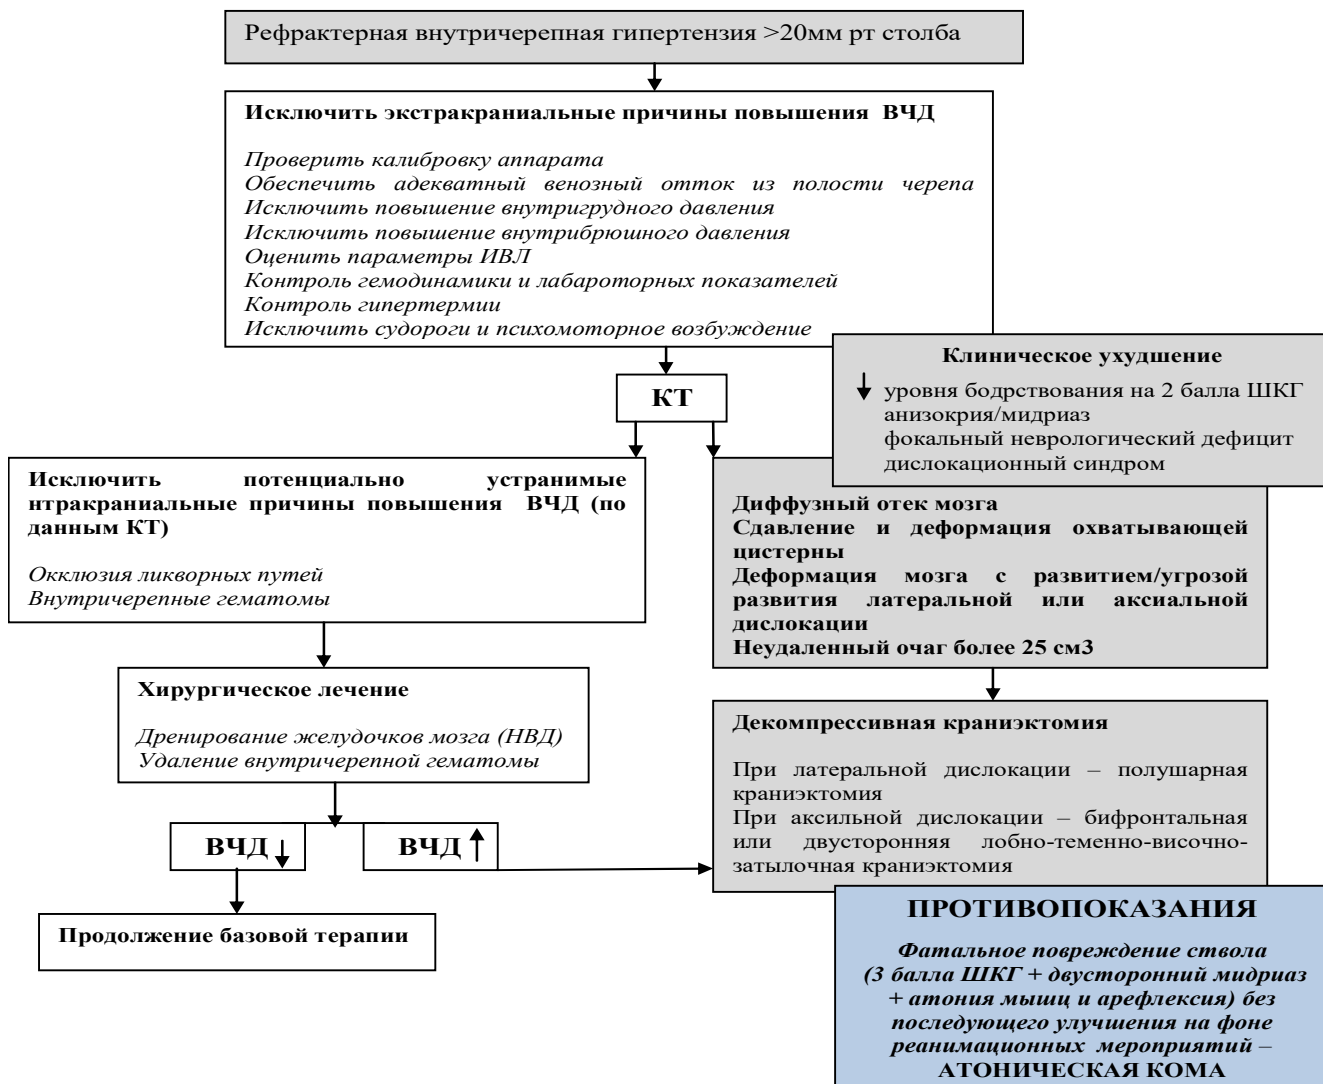 Рефрактерная внутричерепная гипертензия >20мм рт столба
Исключить экстракраниальные причины повышения ВЧД
Проверить калибровку аппарата
Обеспечить адекватный венозный отток из полости черепа
Исключить повышение внутригрудного давления
Исключить повышение внутрибрюшного давления
Оценить параметры ИВЛ
Контроль гемодинамики и лабароторных показателей
Контроль гипертермии
Исключить судороги и психомоторное возбуждение
Клиническое ухудшение
↓ уровня бодрствования на 2 балла ШКГ
анизокрия/мидриаз
фокальный неврологический дефицит
дислокационный синдром
КТ
Исключить потенциально устранимые
нтракраниальные причины повышения ВЧД (по
данным КТ)
Окклюзия ликворных путей
Внутричерепные гематомы
Диффузный отек мозга
Сдавление и деформация охватывающей
цистерны
Деформация мозга с развитием/угрозой
развития латеральной или аксиальной
дислокации
Неудаленный очаг более 25 см3
Хирургическое лечение
Дренирование желудочков мозга (НВД)
Удаление внутричерепной гематомы
Декомпрессивная краниэктомия
При латеральной дислокации – полушарная
краниэктомия
При аксильной дислокации – бифронтальная
или двусторонняя лобно-теменно-височно-
затылочная краниэктомия
ВЧД ↓
ВЧД ↑
Продолжение базовой терапии
ПРОТИВОПОКАЗАНИЯ
Фатальное повреждение ствола
(3 балла ШКГ + двусторонний мидриаз
+ атония мышц и арефлексия) без
последующего улучшения на фоне
реанимационных мероприятий –
АТОНИЧЕСКАЯ КОМА